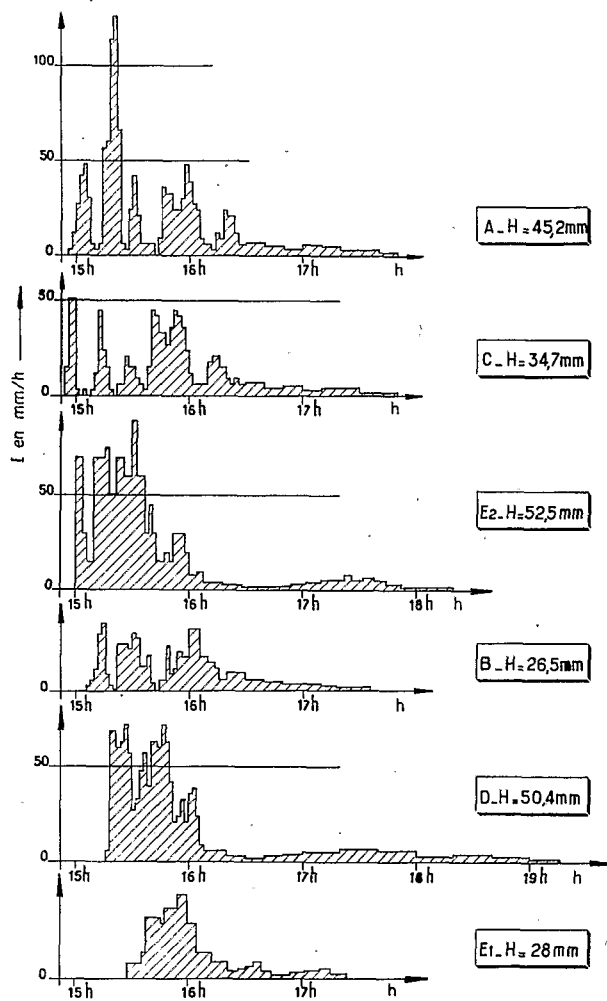 100
50
0
15h 16h 17h h
A_H=45,2mm
I en mm/h
50
0
15h 16h 17h h
C_H=34,7mm
50
0
15h 16h 17h 18h h
E2_H=52,5mm
0
15h 16h 17h h
B_H=26,5mm
50
0
15h 16h 17h 18h 19h h
D_H=50,4mm
0
15h 16h 17h h
E1_H=28mm